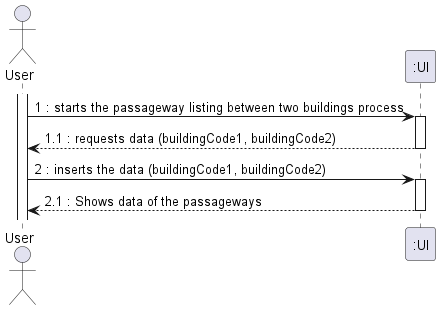 User
:UI
1 : starts the passageway listing between two buildings process
1.1 : requests data (buildingCode1, buildingCode2)
2 : inserts the data (buildingCode1, buildingCode2)
2.1 : Shows data of the passageways
User
:UI